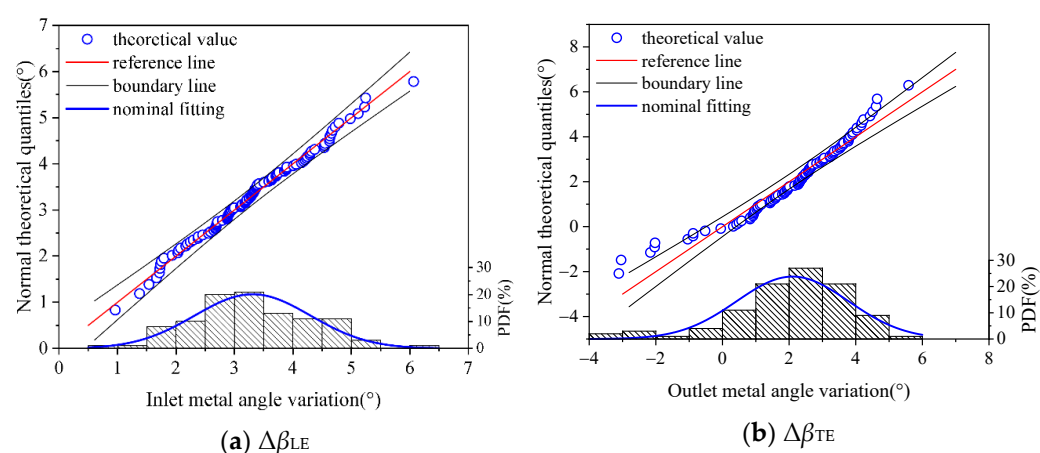 7
6
5
4
3
2
1
0
Normal theoretical quantiles(°)
theoretical value
reference line
boundary line
nominal fitting
30
20
10
0
PDF(%)
0 1 2 3 4 5 6 7
Inlet metal angle variation(°)
(a) ΔβLE
8
6
4
2
0
−2
−4
Normal theoretical quantiles(°)
theoretical value
reference line
boundary line
nominal fitting
30
20
10
0
PDF(%)
−4 −2 0 2 4 6 8
Outlet metal angle variation(°)
(b) ΔβTE